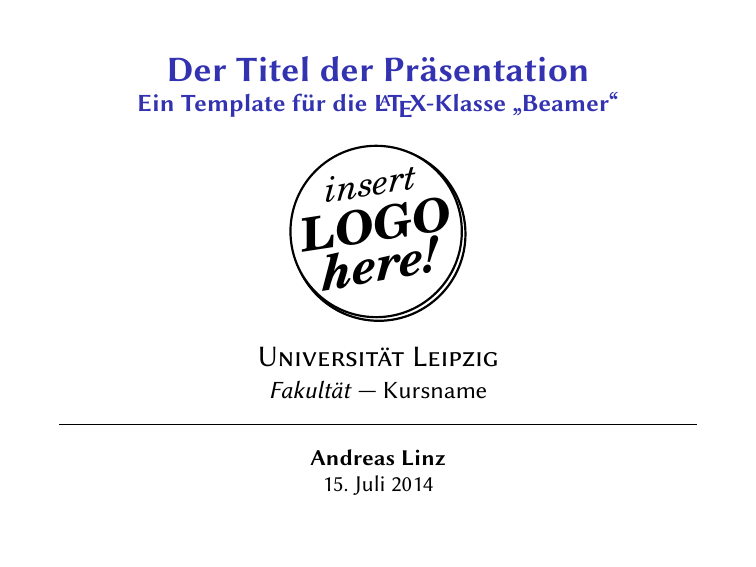 Der Titel der Präsentation
Ein Template für die LATEX-Klasse „Beamer“
insert
LOGO
here!
Universität Leipzig
Fakultät — Kursname
Andreas Linz
15. Juli 2014